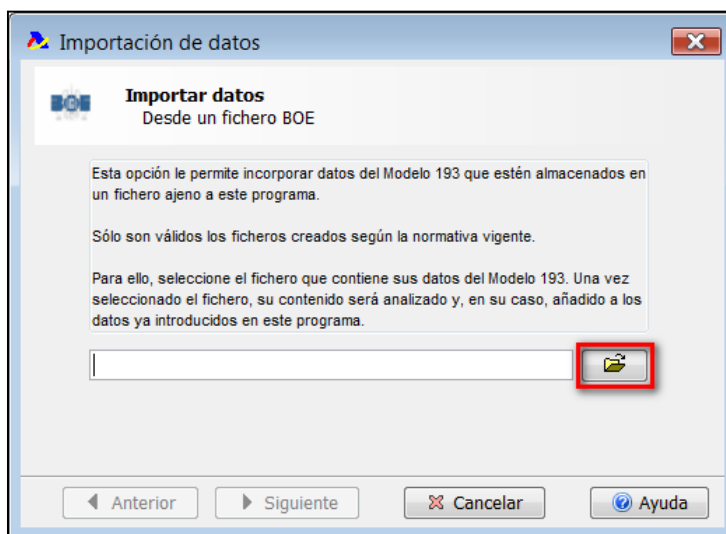 Importación de datos
BOE
Importar datos
Desde un fichero BOE
Esta opción le permite incorporar datos del Modelo 193 que estén almacenados en
un fichero ajeno a este programa.
Sólo son válidos los ficheros creados según la normativa vigente.
Para ello, seleccione el fichero que contiene sus datos del Modelo 193. Una vez
seleccionado el fichero, su contenido será analizado y, en su caso, añadido a los
datos ya introducidos en este programa.
Anterior Siguiente Cancelar Ayuda